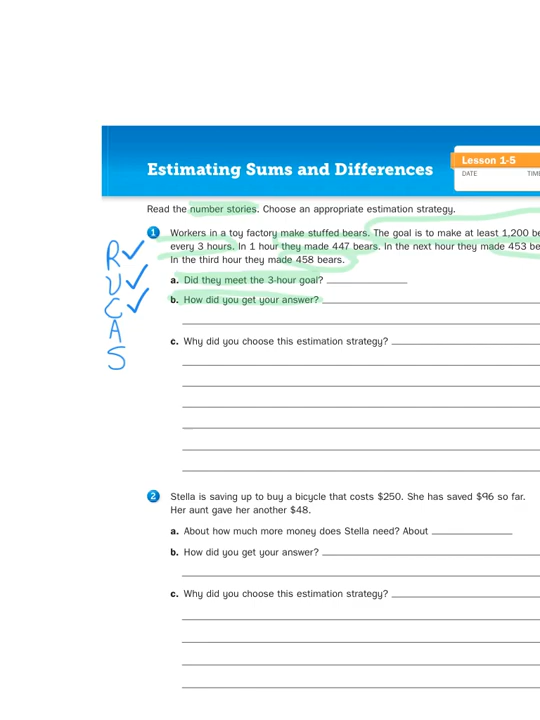 Estimating Sums and Differences
Lesson 1-5
DATE
Read the number stories. Choose an appropriate estimation strategy.
1 Workers in a toy factory make stuffed bears. The goal is to make at least 1,200
every 3 hours. In 1 hour they made 447 bears. In the next hour they made 453
In the third hour they made 458 bears.
R✓
U✓
C✓
A
S
a. Did they meet the 3-hour goal?
b. How did you get your answer?
c. Why did you choose this estimation strategy?
2 Stella is saving up to buy a bicycle that costs $250. She has saved $96 so far.
Her aunt gave her another $48.
a. About how much more money does Stella need? About
b. How did you get your answer?
c. Why did you choose this estimation strategy?